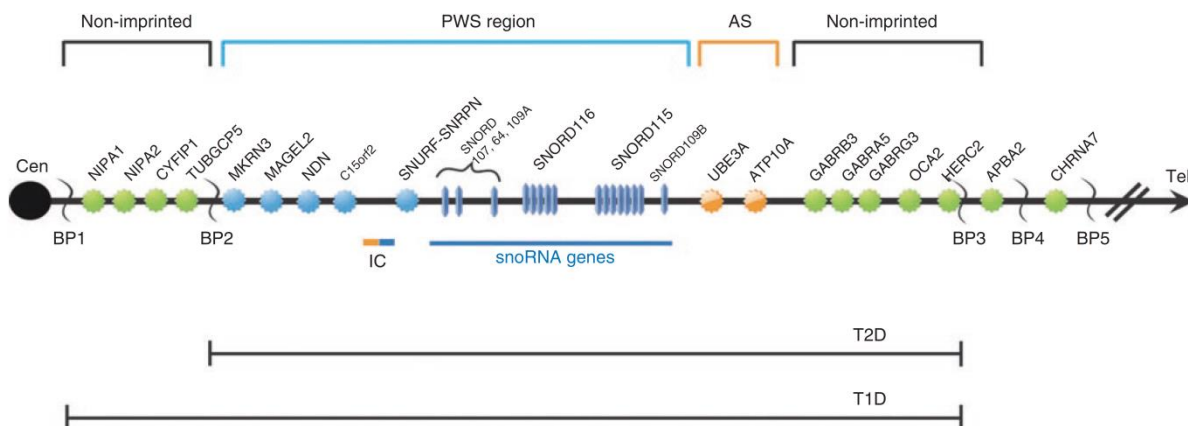 Non-imprinted PWS region AS Non-imprinted
Cen NIPA1 NIPA2 CYFIP1 TUBGCP5 MKRN3 MAGEL2 NDN C15orf2 SNURF-SNRPN SNORD 107, 64, 109A SNORD116 SNORD115 SNORD109B UBE3A ATP10A GABRB3 GABRA5 GABRG3 OCA2 HERC2 APBA2 CHRNA7 Tel
BP1 BP2 BP3 BP4 BP5
IC snoRNA genes
T2D
T1D